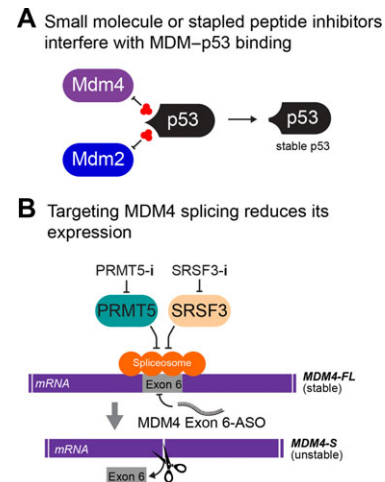 A Small molecule or stapled peptide inhibitors
interfere with MDM–p53 binding
Mdm4
p53
p53
stable p53
Mdm2
B Targeting MDM4 splicing reduces its
expression
PRMT5-i SRSF3-i
PRMT5 SRSF3
Spliceosome
mRNA Exon 6 MDM4-FL
(stable)
MDM4 Exon 6-ASO
mRNA MDM4-S
(unstable)
Exon 6